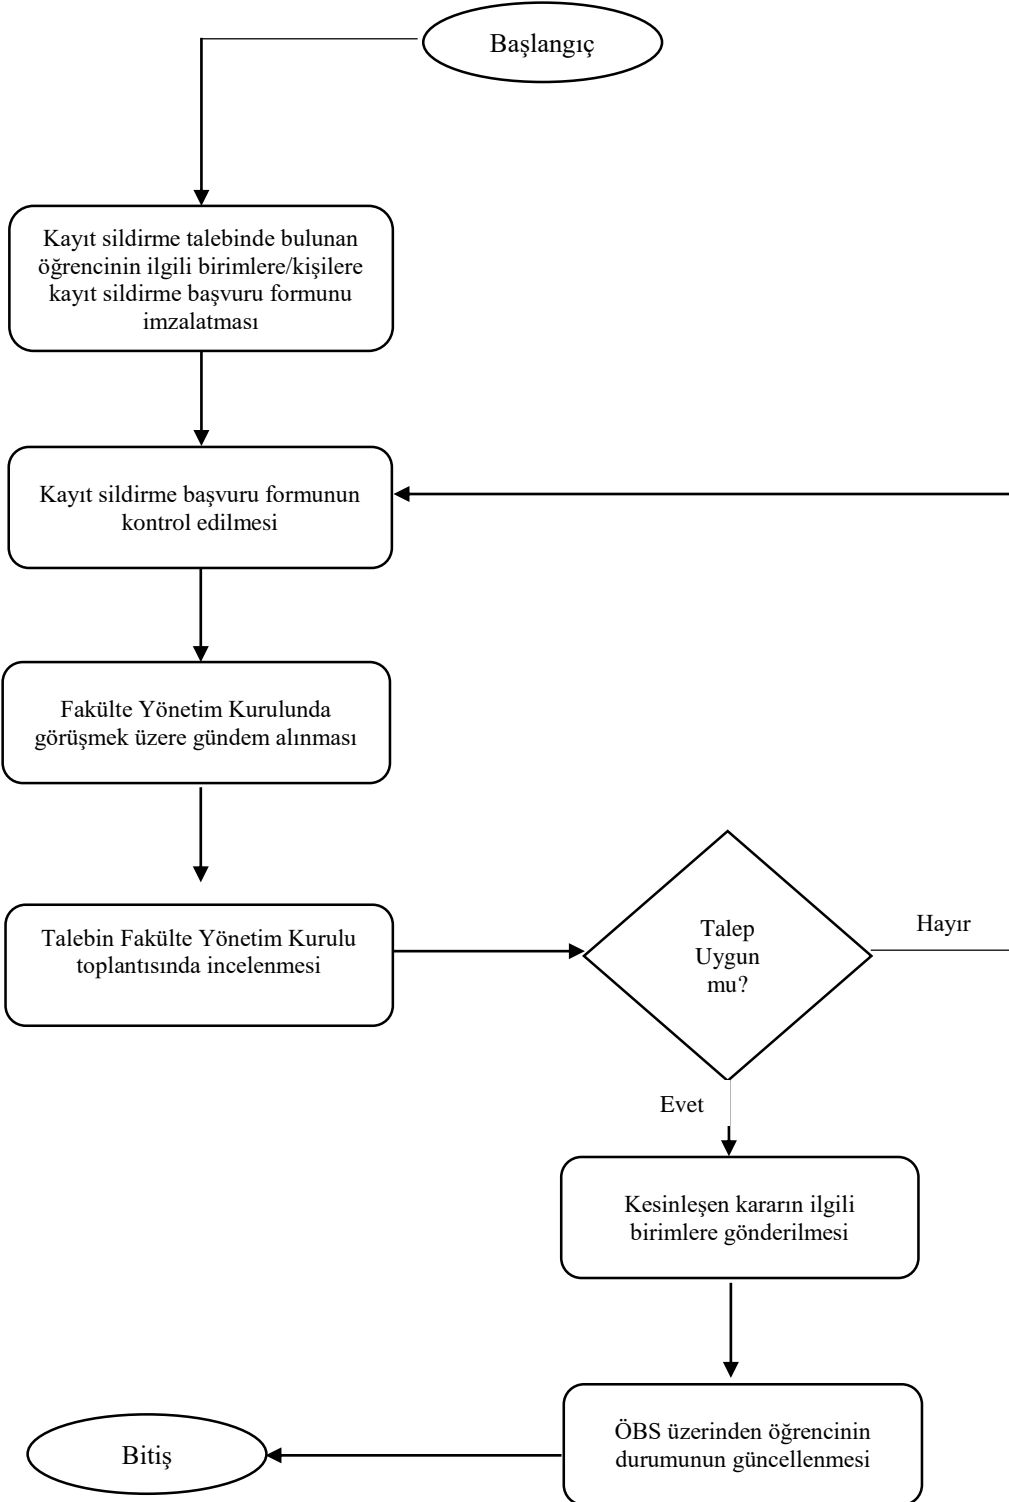 Başlangıç
Kayıt sildirme talebinde bulunan
öğrencinin ilgili birimlere/kişilere
kayıt sildirme başvuru formunu
imzalatması
Kayıt sildirme başvuru formunun
kontrol edilmesi
Fakülte Yönetim Kurulunda
görüşmek üzere gündem alınması
Talebin Fakülte Yönetim Kurulu
toplantısında incelenmesi
Talep
Uygun
mu?
Hayır
Evet
Kesinleşen kararın ilgili
birimlere gönderilmesi
ÖBS üzerinden öğrencinin
durumunun güncellenmesi
Bitiş